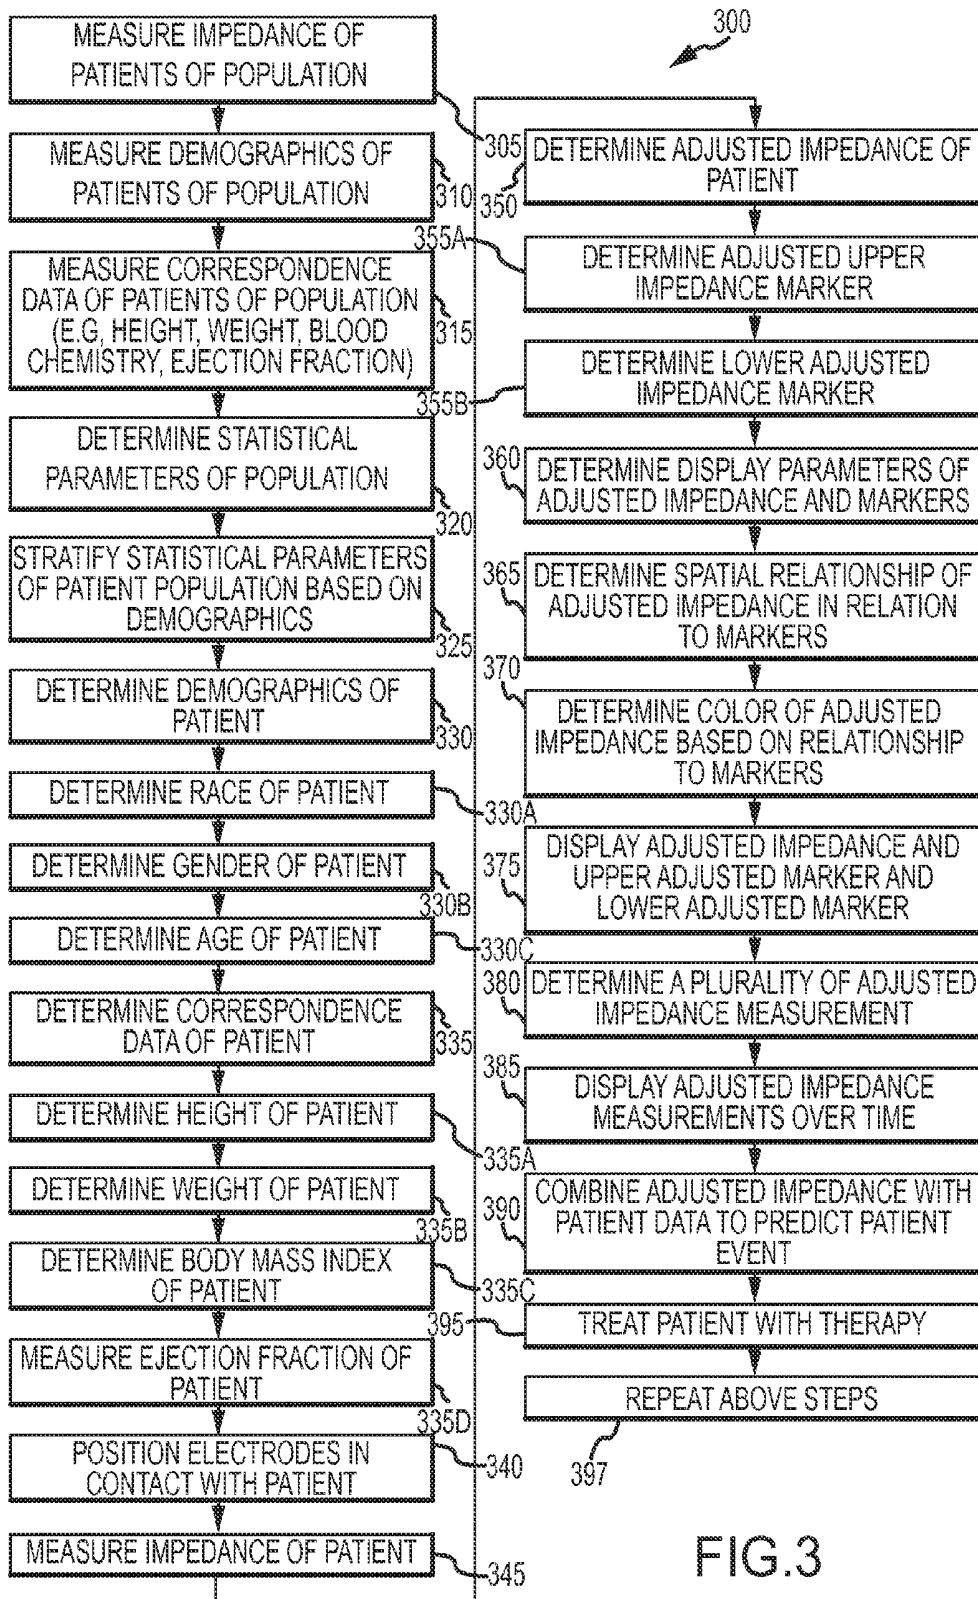 MEASURE IMPEDANCE OF
PATIENTS OF POPULATION
305
MEASURE DEMOGRAPHICS OF
PATIENTS OF POPULATION
310
MEASURE CORRESPONDENCE
DATA OF PATIENTS OF POPULATION
(E.G, HEIGHT, WEIGHT, BLOOD
CHEMISTRY, EJECTION FRACTION)
315
DETERMINE STATISTICAL
PARAMETERS OF POPULATION
320
STRATIFY STATISTICAL PARAMETERS
OF PATIENT POPULATION BASED ON
DEMOGRAPHICS
325
DETERMINE DEMOGRAPHICS OF
PATIENT
330
DETERMINE RACE OF PATIENT
330A
DETERMINE GENDER OF PATIENT
330B
DETERMINE AGE OF PATIENT
330C
DETERMINE CORRESPONDENCE
DATA OF PATIENT
335
DETERMINE HEIGHT OF PATIENT
335A
DETERMINE WEIGHT OF PATIENT
335B
DETERMINE BODY MASS INDEX
OF PATIENT
335C
MEASURE EJECTION FRACTION OF
PATIENT
335D
POSITION ELECTRODES IN
CONTACT WITH PATIENT
340
MEASURE IMPEDANCE OF PATIENT
345
300
DETERMINE ADJUSTED IMPEDANCE OF
PATIENT
350
355A
DETERMINE ADJUSTED UPPER
IMPEDANCE MARKER
DETERMINE LOWER ADJUSTED
IMPEDANCE MARKER
355B
360
DETERMINE DISPLAY PARAMETERS OF
ADJUSTED IMPEDANCE AND MARKERS
365
DETERMINE SPATIAL RELATIONSHIP OF
ADJUSTED IMPEDANCE IN RELATION
TO MARKERS
370
DETERMINE COLOR OF ADJUSTED
IMPEDANCE BASED ON RELATIONSHIP
TO MARKERS
375
DISPLAY ADJUSTED IMPEDANCE AND
UPPER ADJUSTED MARKER AND
LOWER ADJUSTED MARKER
380
DETERMINE A PLURALITY OF ADJUSTED
IMPEDANCE MEASUREMENT
385
DISPLAY ADJUSTED IMPEDANCE
MEASUREMENTS OVER TIME
390
COMBINE ADJUSTED IMPEDANCE WITH
PATIENT DATA TO PREDICT PATIENT
EVENT
395
TREAT PATIENT WITH THERAPY
REPEAT ABOVE STEPS
397
FIG.3